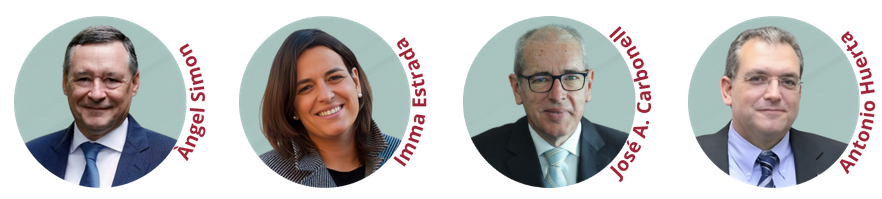 Àngel Simon
Imma Estrada
José A. Carbonell
Antonio Huerta